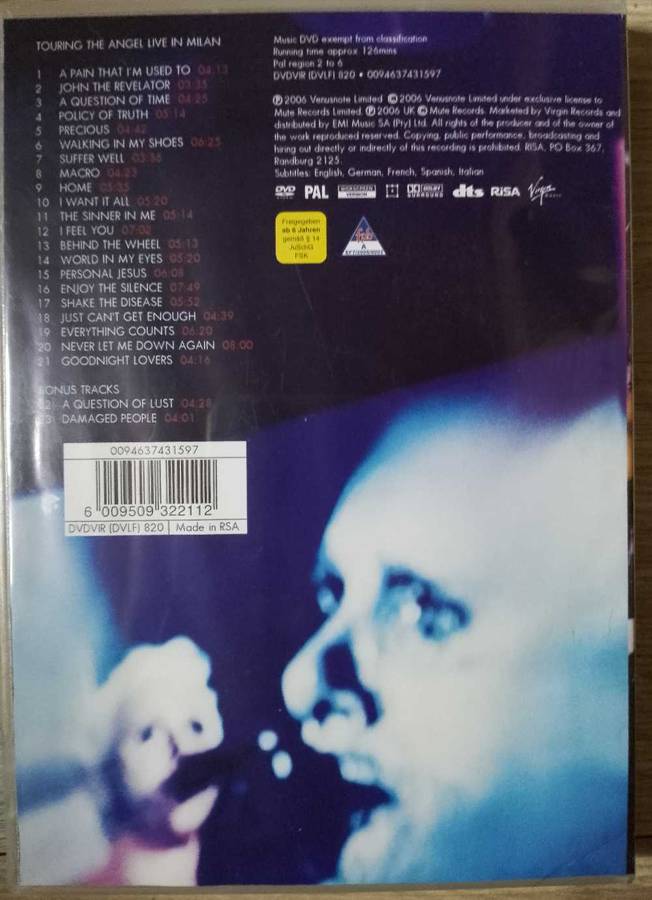 TOURING THE ANGEL LIVE IN MILAN
1 A PAIN THAT I'M USED TO 04:13
2 JOHN THE REVELATOR 03:35
3 A QUESTION OF TIME 04:25
4 POLICY OF TRUTH 05:14
5 PRECIOUS 04:42
6 WALKING IN MY SHOES 06:25
7 SUFFER WELL 03:36
8 MACRO 04:23
9 HOME 05:35
10 I WANT IT ALL 05:20
11 THE SINNER IN ME 05:14
12 I FEEL YOU 07:02
13 BEHIND THE WHEEL 05:13
14 WORLD IN MY EYES 05:20
15 PERSONAL JESUS 06:08
16 ENJOY THE SILENCE 07:49
17 SHAKE THE DISEASE 05:52
18 JUST CAN'T GET ENOUGH 04:39
19 EVERYTHING COUNTS 06:20
20 NEVER LET ME DOWN AGAIN 08:00
21 GOODNIGHT LOVERS 04:16
BONUS TRACKS
22 A QUESTION OF LUST 04:28
23 DAMAGED PEOPLE 04:01
Music DVD exempt from classification
Running time approx 126mins
Pal region 2 to 6
DVDVIR (DVLF) 820 • 0094637431597
℗ 2006 Venusnote Limited © 2006 Venusnote Limited under exclusive license to
Mute Records Limited. ℗ 2006 UK © Mute Records. Marketed by Virgin Records and
distributed by EMI Music SA (Pty) Ltd. All rights of the producer and of the owner of
the work reproduced reserved. Copying, public performance, broadcasting and
hiring out directly or indirectly of this recording is prohibited. RiSA, PO Box 367,
Randburg 2125.
Subtitles: English, German, French, Spanish, Italian
DVD PAL WIDESCREEN VERSION DOLBY SURROUND dts RiSA Virgin
Freigegeben
ab 6 Jahren
gemäß § 14
JuSchG
FSK
A
0094637431597
6 009509 322112
DVDVIR (DVLF) 820 Made in RSA